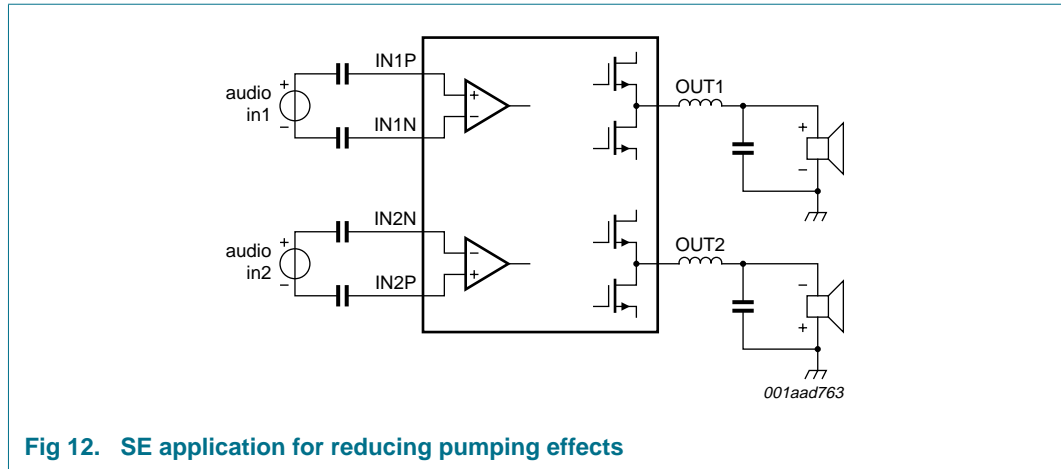 IN1P
audio
in1
+
−
IN1N
+
−
OUT1
+
−
IN2N
audio
in2
+
−
IN2P
−
+
OUT2
−
+
001aad763
Fig 12. SE application for reducing pumping effects